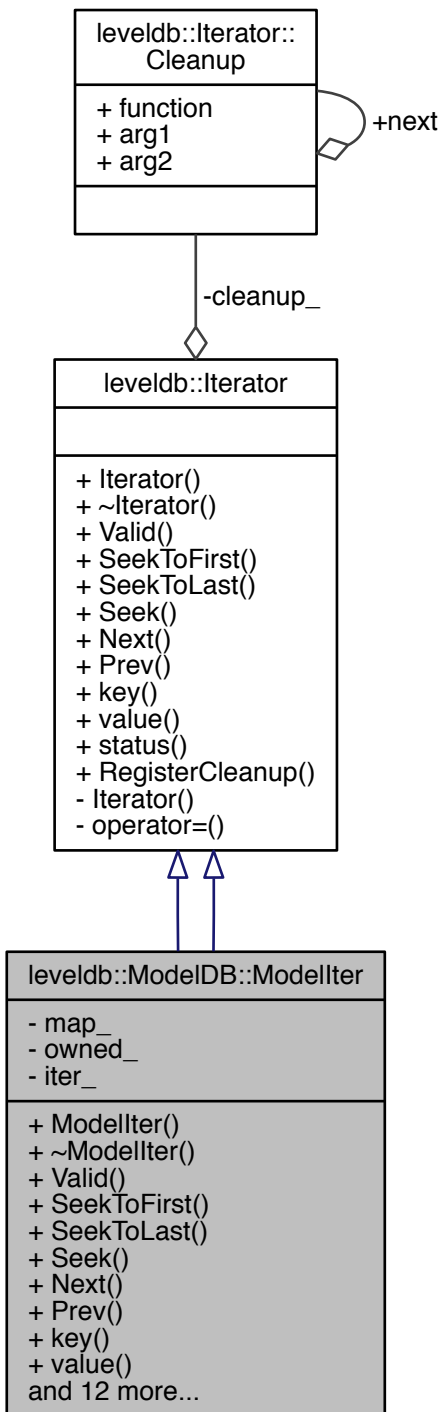 leveldb::Iterator::
Cleanup
+ function
+ arg1
+ arg2
+next
-cleanup_
leveldb::Iterator
+ Iterator()
+ ~Iterator()
+ Valid()
+ SeekToFirst()
+ SeekToLast()
+ Seek()
+ Next()
+ Prev()
+ key()
+ value()
+ status()
+ RegisterCleanup()
- Iterator()
- operator=()
leveldb::ModelDB::ModelIter
- map_
- owned_
- iter_
+ ModelIter()
+ ~ModelIter()
+ Valid()
+ SeekToFirst()
+ SeekToLast()
+ Seek()
+ Next()
+ Prev()
+ key()
+ value()
and 12 more...